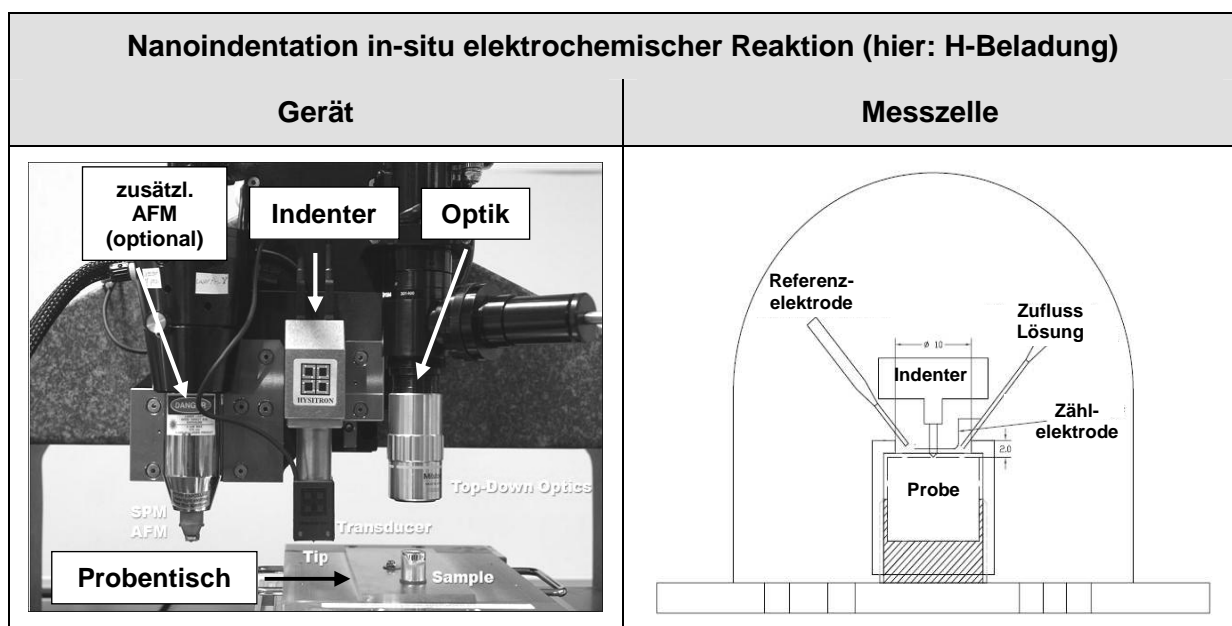 Nanoindentation in-situ elektrochemischer Reaktion (hier: H-Beladung)
Gerät
Messzelle
zusätzl.
AFM
(optional)
Indenter
Optik
HYSITRON
DANGER
SPM
AFM
Transducer
Tip
Top-Down Optics
Sample
Probentisch
Referenz-
elektrode
Zufluss
Lösung
ø 10
Indenter
Zähl-
elektrode
2.0
Probe